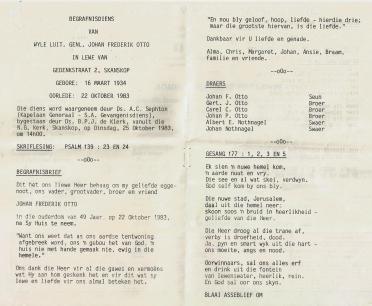 BEGRAFNISDIENS
VAN
WYLE LUIT. GENL. JOHAN FREDERIK OTTO
IN LEWE VAN
GEDENKSTRAAT 2, SKANSKOP
GEBORE: 16 MAART 1934
OORLEDE: 22 OKTOBER 1983
Die diens word waargeneem deur Ds. A.C. Sephton
(Kapelaan Generaal - S.A. Gevangenisdiens),
bygestaan deur Ds. B.P.J. de Klerk, vanuit die
N.G. Kerk, Skanskop, op Dinsdag, 25 Oktober 1983,
om 14h00.
SKRIFLESING: PSALM 139 : 23 EN 24
--oOo--
BEGRAFNISBRIEF
Dit het ons liewe Heer behaag om my geliefde egge-
noot, ons vader, grootvader, broer en vriend
JOHAN FREDERIK OTTO
in die ouderdom van 49 Jaar, op 22 Oktober 1983,
na Sy Huis te neem.
"Want ons weet dat as ons aardse tentwoning
afgebreek word, ons 'n gebou het van God. 'n
huis nie met hande gemaak nie, ewig in die
hemele."
Ons dank die Heer vir al die gawes en vermoëns
wat Hy aan hom geskenk het en vir dit wat sy
lewe en liefde vir ons almal beteken het.
"En nou bly geloof, hoop, liefde - hierdie drie;
maar die grootste hiervan, is die liefde."
Dankbaar vir U liefde en genade.
Alma, Chris, Margaret, Johan, Ansie, Bream,
familie en vriende.
--oOo--
DRAERS
Johan F. Otto Seun
Gert. J. Otto Broer
Carel C. Otto Broer
Johan P. Otto Broer
Albert E. Nothnagel Swaer
Johan Nothnagel Swaer
--oOo--
GESANG 177 : 1, 2, 3 EN 5
Ek sien 'n nuwe hemel kom,
'n aarde nuut en vry.
Die see en al wat skei, verdwyn.
God self kom by ons bly.
Die nuwe stad, Jerusalem,
daal uit die hemel neer;
skoon soos 'n bruid in heerlikheid -
geliefde van die Heer.
Die Heer droog al die trane af,
verby is droefheid, dood.
Ja, pyn en smart wyk uit die hart -
ons moeite, angs en nood.
Oorwinnaars, sal ons alles erf
en drink uit die fontein
van lewenswater, heerlik, rein.
En God sal oor ons skyn.
BLAAI ASSEBLIEF OM